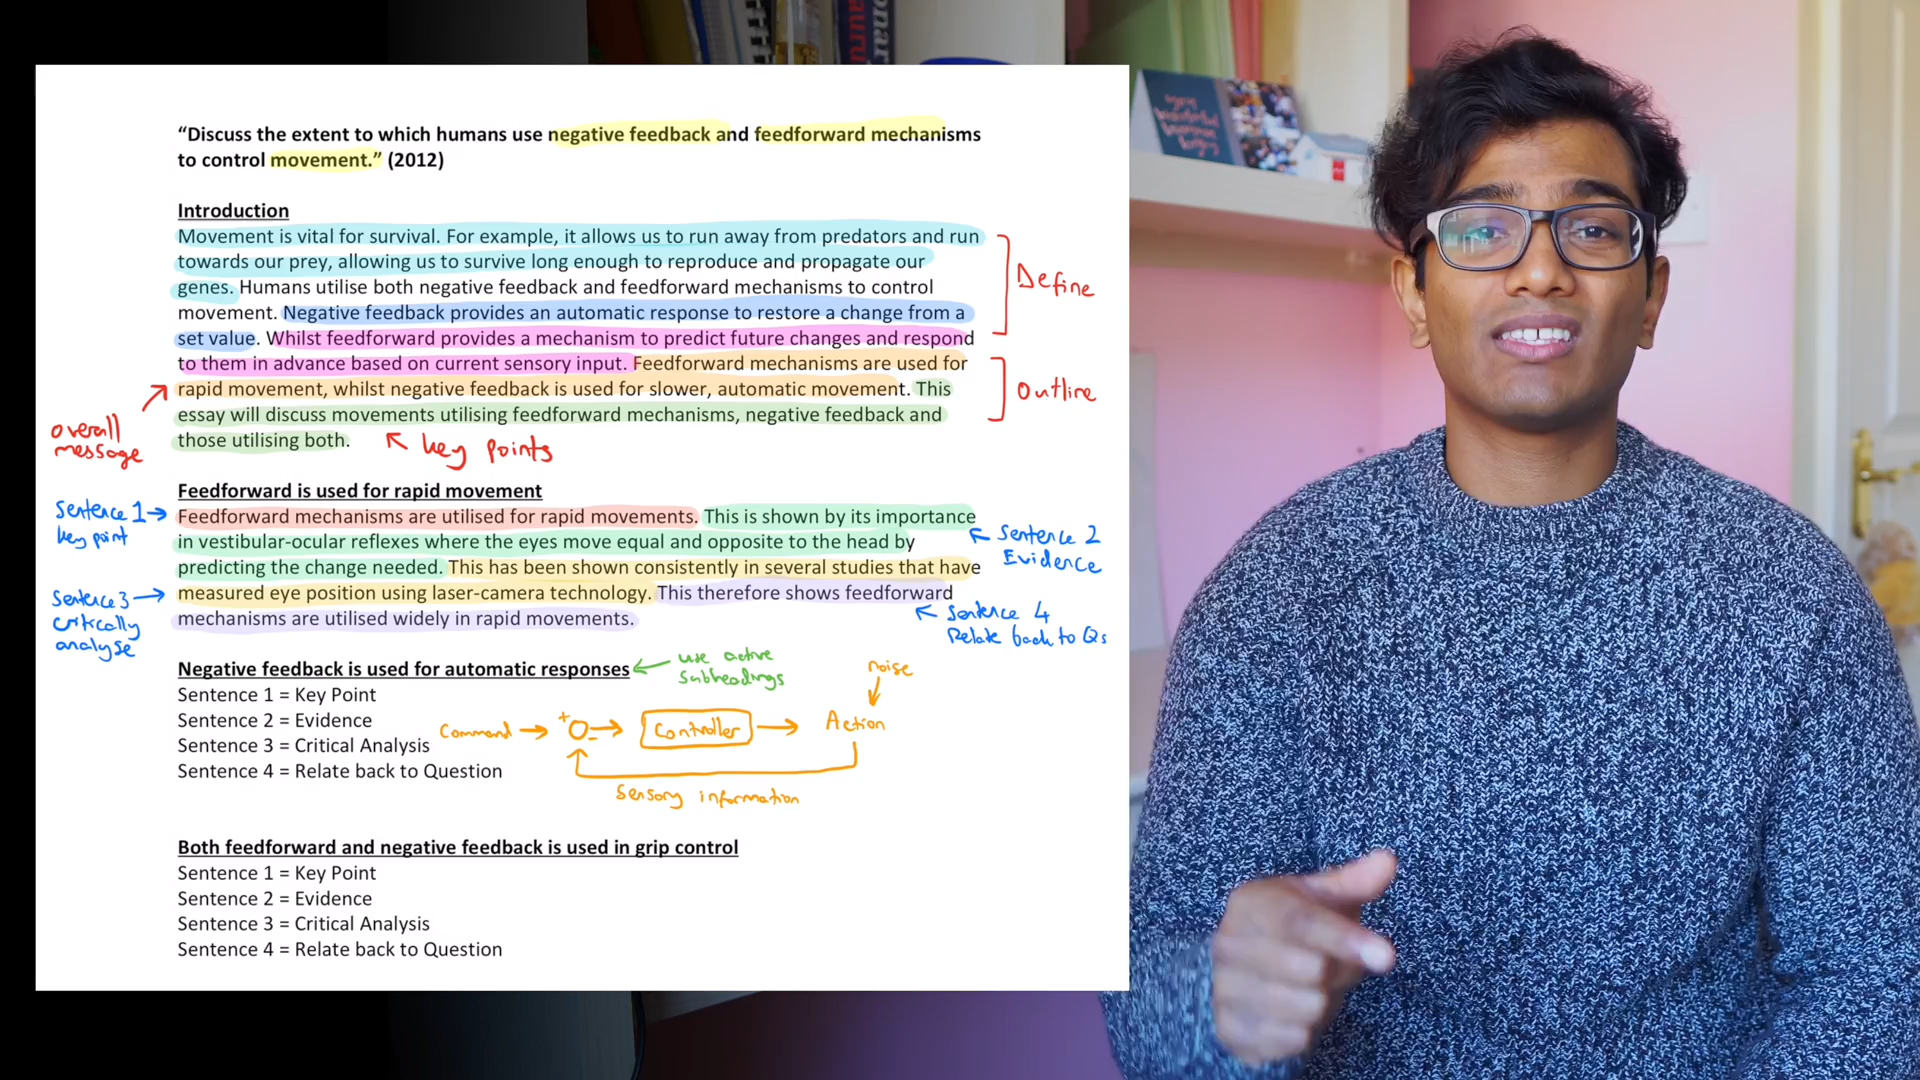 “Discuss the extent to which humans use negative feedback and feedforward mechanisms
to control movement.” (2012)
Introduction
Movement is vital for survival. For example, it allows us to run away from predators and run
towards our prey, allowing us to survive long enough to reproduce and propagate our
genes. Humans utilise both negative feedback and feedforward mechanisms to control
movement. Negative feedback provides an automatic response to restore a change from a
set value. Whilst feedforward provides a mechanism to predict future changes and respond
to them in advance based on current sensory input. Feedforward mechanisms are used for
rapid movement, whilst negative feedback is used for slower, automatic movement. This
essay will discuss movements utilising feedforward mechanisms, negative feedback and
those utilising both.
Define
Outline
overall
message
key points
Feedforward is used for rapid movement
Feedforward mechanisms are utilised for rapid movements. This is shown by its importance
in vestibular-ocular reflexes where the eyes move equal and opposite to the head by
predicting the change needed. This has been shown consistently in several studies that have
measured eye position using laser-camera technology. This therefore shows feedforward
mechanisms are utilised widely in rapid movements.
Sentence 1
key point
Sentence 2
Evidence
Sentence 3
critically
analyse
Sentence 4
Relate back to Qs
Negative feedback is used for automatic responses
use active
subheadings
Sentence 1 = Key Point
Sentence 2 = Evidence
Sentence 3 = Critical Analysis
Sentence 4 = Relate back to Question
noise
Command
+
-
Controller
Action
Sensory information
Both feedforward and negative feedback is used in grip control
Sentence 1 = Key Point
Sentence 2 = Evidence
Sentence 3 = Critical Analysis
Sentence 4 = Relate back to Question